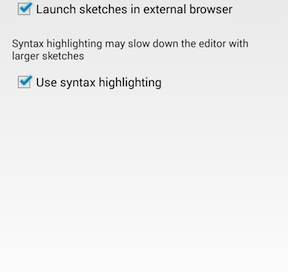 Launch sketches in external browser
Syntax highlighting may slow down the editor with
larger sketches
Use syntax highlighting